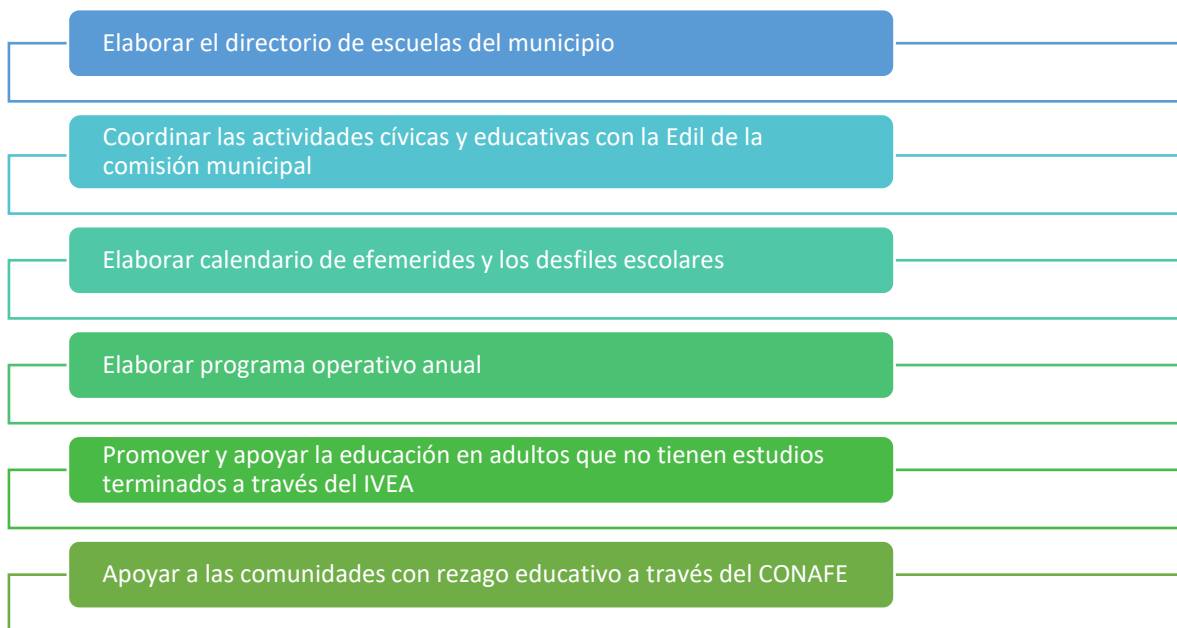 Elaborar el directorio de escuelas del municipio
Coordinar las actividades cívicas y educativas con la Edil de la
comisión municipal
Elaborar calendario de efemerides y los desfiles escolares
Elaborar programa operativo anual
Promover y apoyar la educación en adultos que no tienen estudios
terminados a través del IVEA
Apoyar a las comunidades con rezago educativo a través del CONAFE